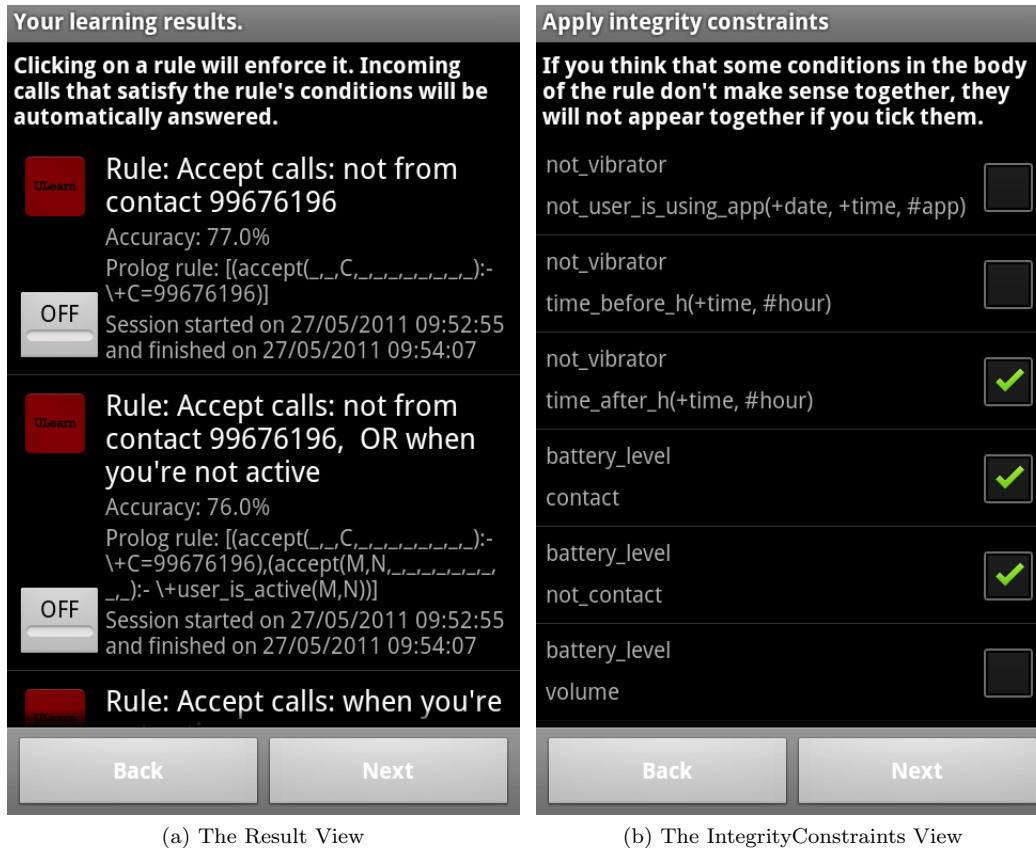 Your learning results.
Clicking on a rule will enforce it. Incoming
calls that satisfy the rule's conditions will be
automatically answered.
ULearn
Rule: Accept calls: not from
contact 99676196
Accuracy: 77.0%
Prolog rule: [(accept(_,_,C,_,_,_,_,_,_,_,_):-
\+C=99676196)]
OFF
Session started on 27/05/2011 09:52:55
and finished on 27/05/2011 09:54:07
ULearn
Rule: Accept calls: not from
contact 99676196,  OR when
you're not active
Accuracy: 76.0%
Prolog rule: [(accept(_,_,C,_,_,_,_,_,_,_,_):-
\+C=99676196),(accept(M,N,_,_,_,_,_,_,_,
_,_):- \+user_is_active(M,N))]
OFF
Session started on 27/05/2011 09:52:55
and finished on 27/05/2011 09:54:07
ULearn
Rule: Accept calls: when you're
Back
Next
(a) The Result View
Apply integrity constraints
If you think that some conditions in the body
of the rule don't make sense together, they
will not appear together if you tick them.
not_vibrator
not_user_is_using_app(+date, +time, #app)
not_vibrator
time_before_h(+time, #hour)
not_vibrator
time_after_h(+time, #hour)
battery_level
contact
battery_level
not_contact
battery_level
volume
Back
Next
(b) The IntegrityConstraints View